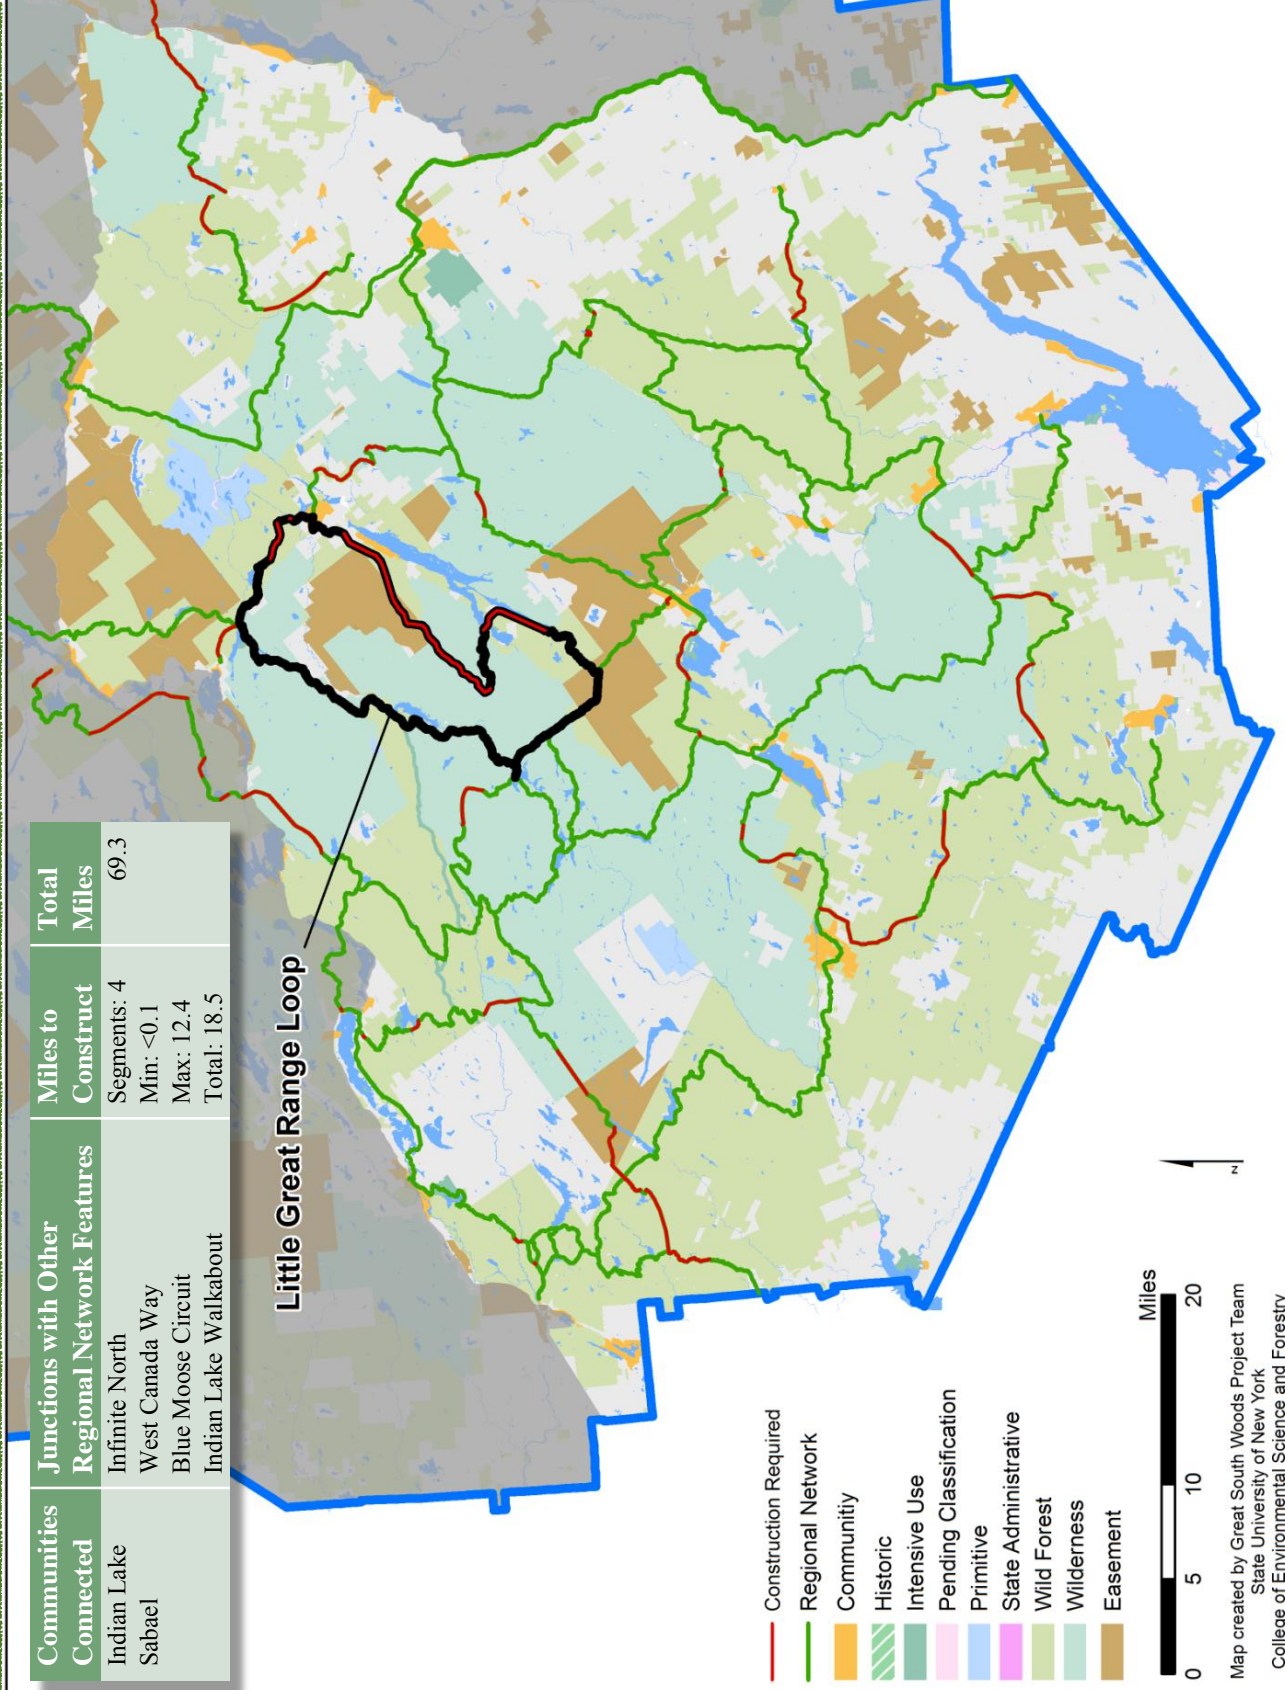 Communities
Connected
Junctions with Other
Regional Network Features
Miles to
Construct
Total
Miles
Indian Lake
Sabael
Infinite North
West Canada Way
Blue Moose Circuit
Indian Lake Walkabout
Segments: 4
Min: <0.1
Max: 12.4
Total: 18.5
69.3
Little Great Range Loop
Construction Required
Regional Network
Communitiy
Historic
Intensive Use
Pending Classification
Primitive
State Administrative
Wild Forest
Wilderness
Easement
Miles
0 5 10 20
N
Map created by Great South Woods Project Team
State University of New York
College of Environmental Science and Forestry